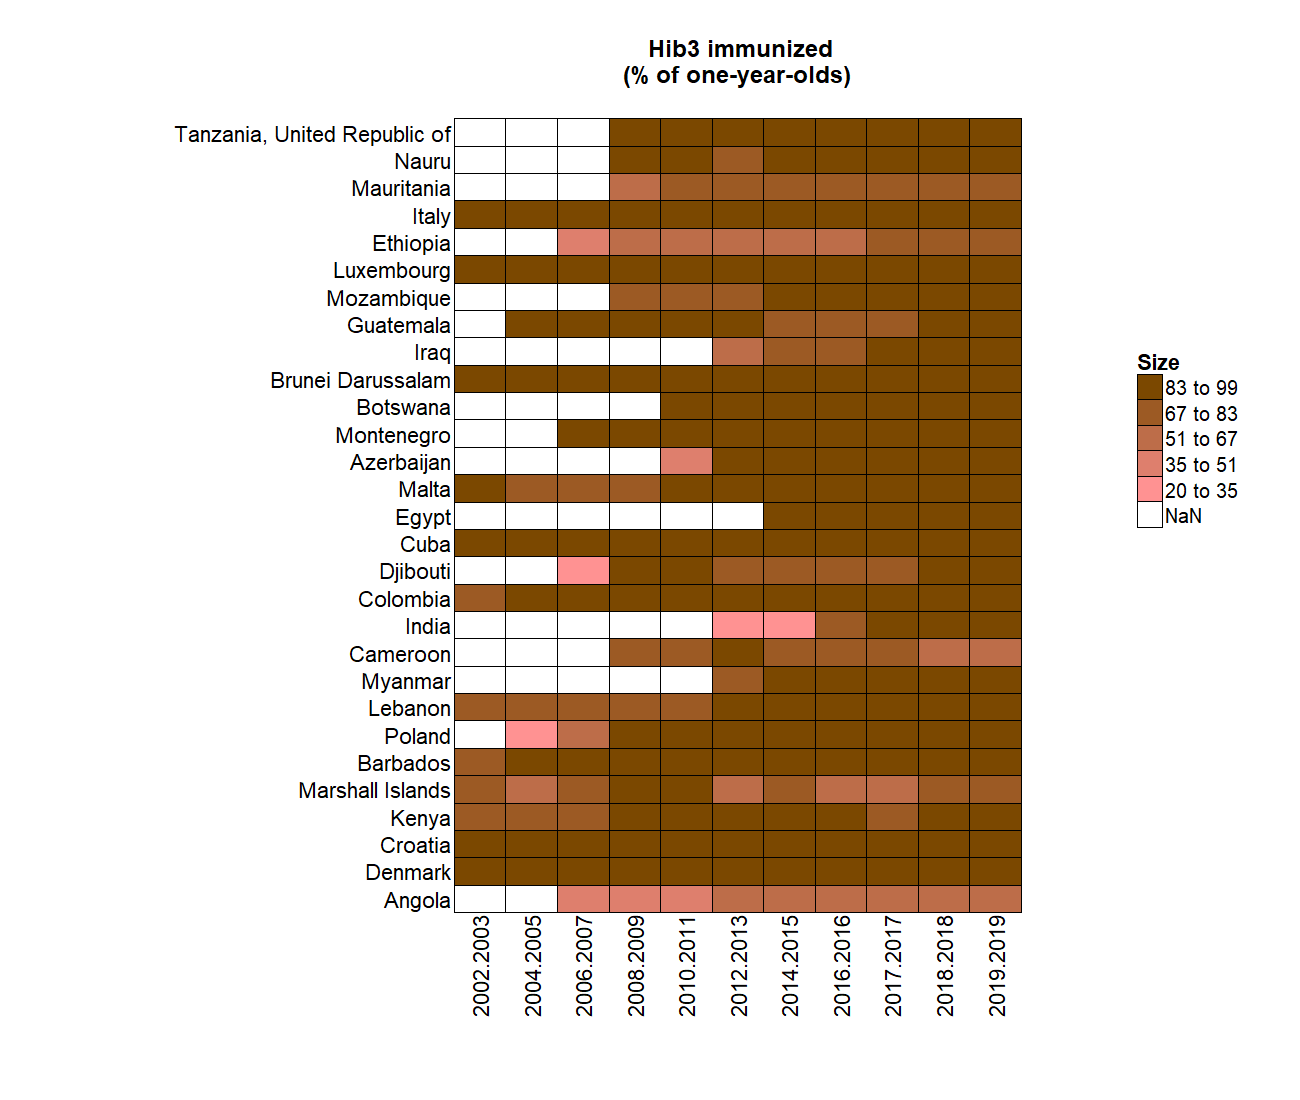 Hib3 immunized
(% of one-year-olds)
Tanzania, United Republic of
Nauru
Mauritania
Italy
Ethiopia
Luxembourg
Mozambique
Guatemala
Iraq
Brunei Darussalam
Botswana
Montenegro
Azerbaijan
Malta
Egypt
Cuba
Djibouti
Colombia
India
Cameroon
Myanmar
Lebanon
Poland
Barbados
Marshall Islands
Kenya
Croatia
Denmark
Angola
2002.2003
2004.2005
2006.2007
2008.2009
2010.2011
2012.2013
2014.2015
2016.2016
2017.2017
2018.2018
2019.2019
Size
83 to 99
67 to 83
51 to 67
35 to 51
20 to 35
NaN